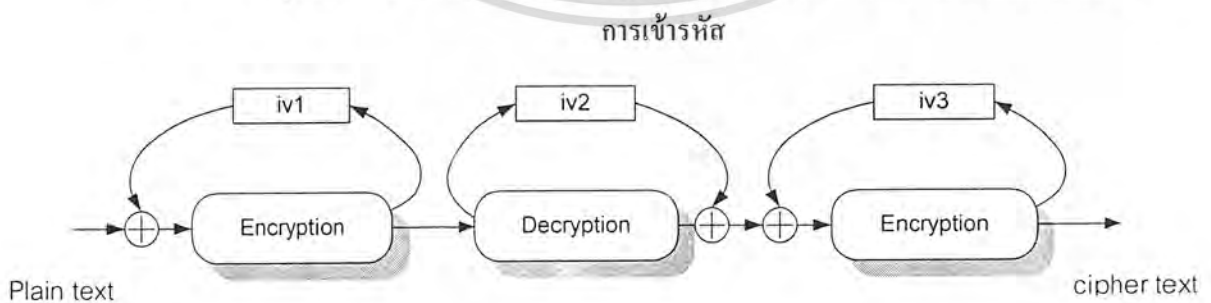 การเข้ารหัส
iv1
iv2
iv3
Encryption
Decryption
Encryption
Plain text
cipher text